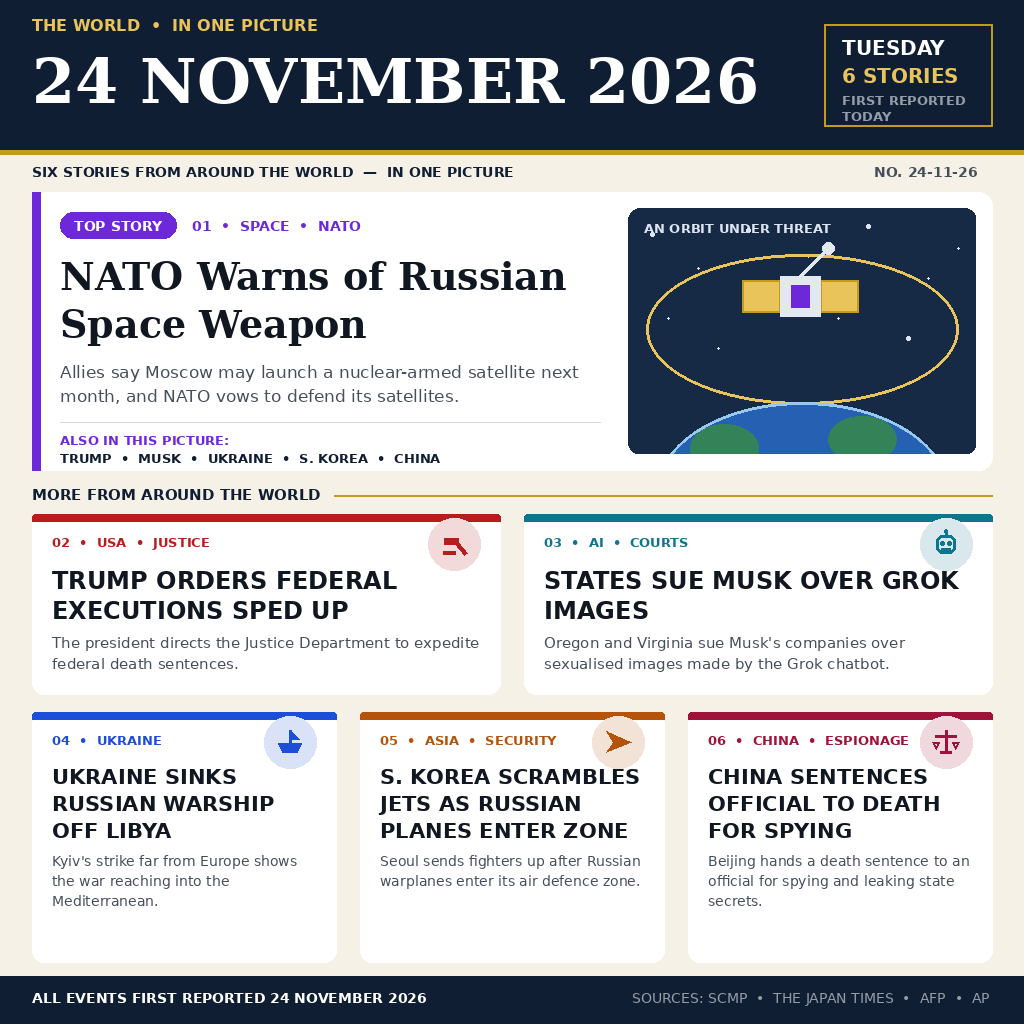 THE WORLD • IN ONE PICTURE
24 NOVEMBER 2026
TUESDAY
6 STORIES
FIRST REPORTED
TODAY
SIX STORIES FROM AROUND THE WORLD — IN ONE PICTURE
NO. 24-11-26
TOP STORY
01 • SPACE • NATO
NATO Warns of Russian
Space Weapon
Allies say Moscow may launch a nuclear-armed satellite next
month, and NATO vows to defend its satellites.
ALSO IN THIS PICTURE:
TRUMP • MUSK • UKRAINE • S. KOREA • CHINA
AN ORBIT UNDER THREAT
MORE FROM AROUND THE WORLD
02 • USA • JUSTICE
TRUMP ORDERS FEDERAL
EXECUTIONS SPED UP
The president directs the Justice Department to expedite
federal death sentences.
03 • AI • COURTS
STATES SUE MUSK OVER GROK
IMAGES
Oregon and Virginia sue Musk's companies over
sexualised images made by the Grok chatbot.
04 • UKRAINE
UKRAINE SINKS
RUSSIAN WARSHIP
OFF LIBYA
Kyiv's strike far from Europe shows
the war reaching into the
Mediterranean.
05 • ASIA • SECURITY
S. KOREA SCRAMBLES
JETS AS RUSSIAN
PLANES ENTER ZONE
Seoul sends fighters up after Russian
warplanes enter its air defence zone.
06 • CHINA • ESPIONAGE
CHINA SENTENCES
OFFICIAL TO DEATH
FOR SPYING
Beijing hands a death sentence to an
official for spying and leaking state
secrets.
ALL EVENTS FIRST REPORTED 24 NOVEMBER 2026
SOURCES: SCMP • THE JAPAN TIMES • AFP • AP